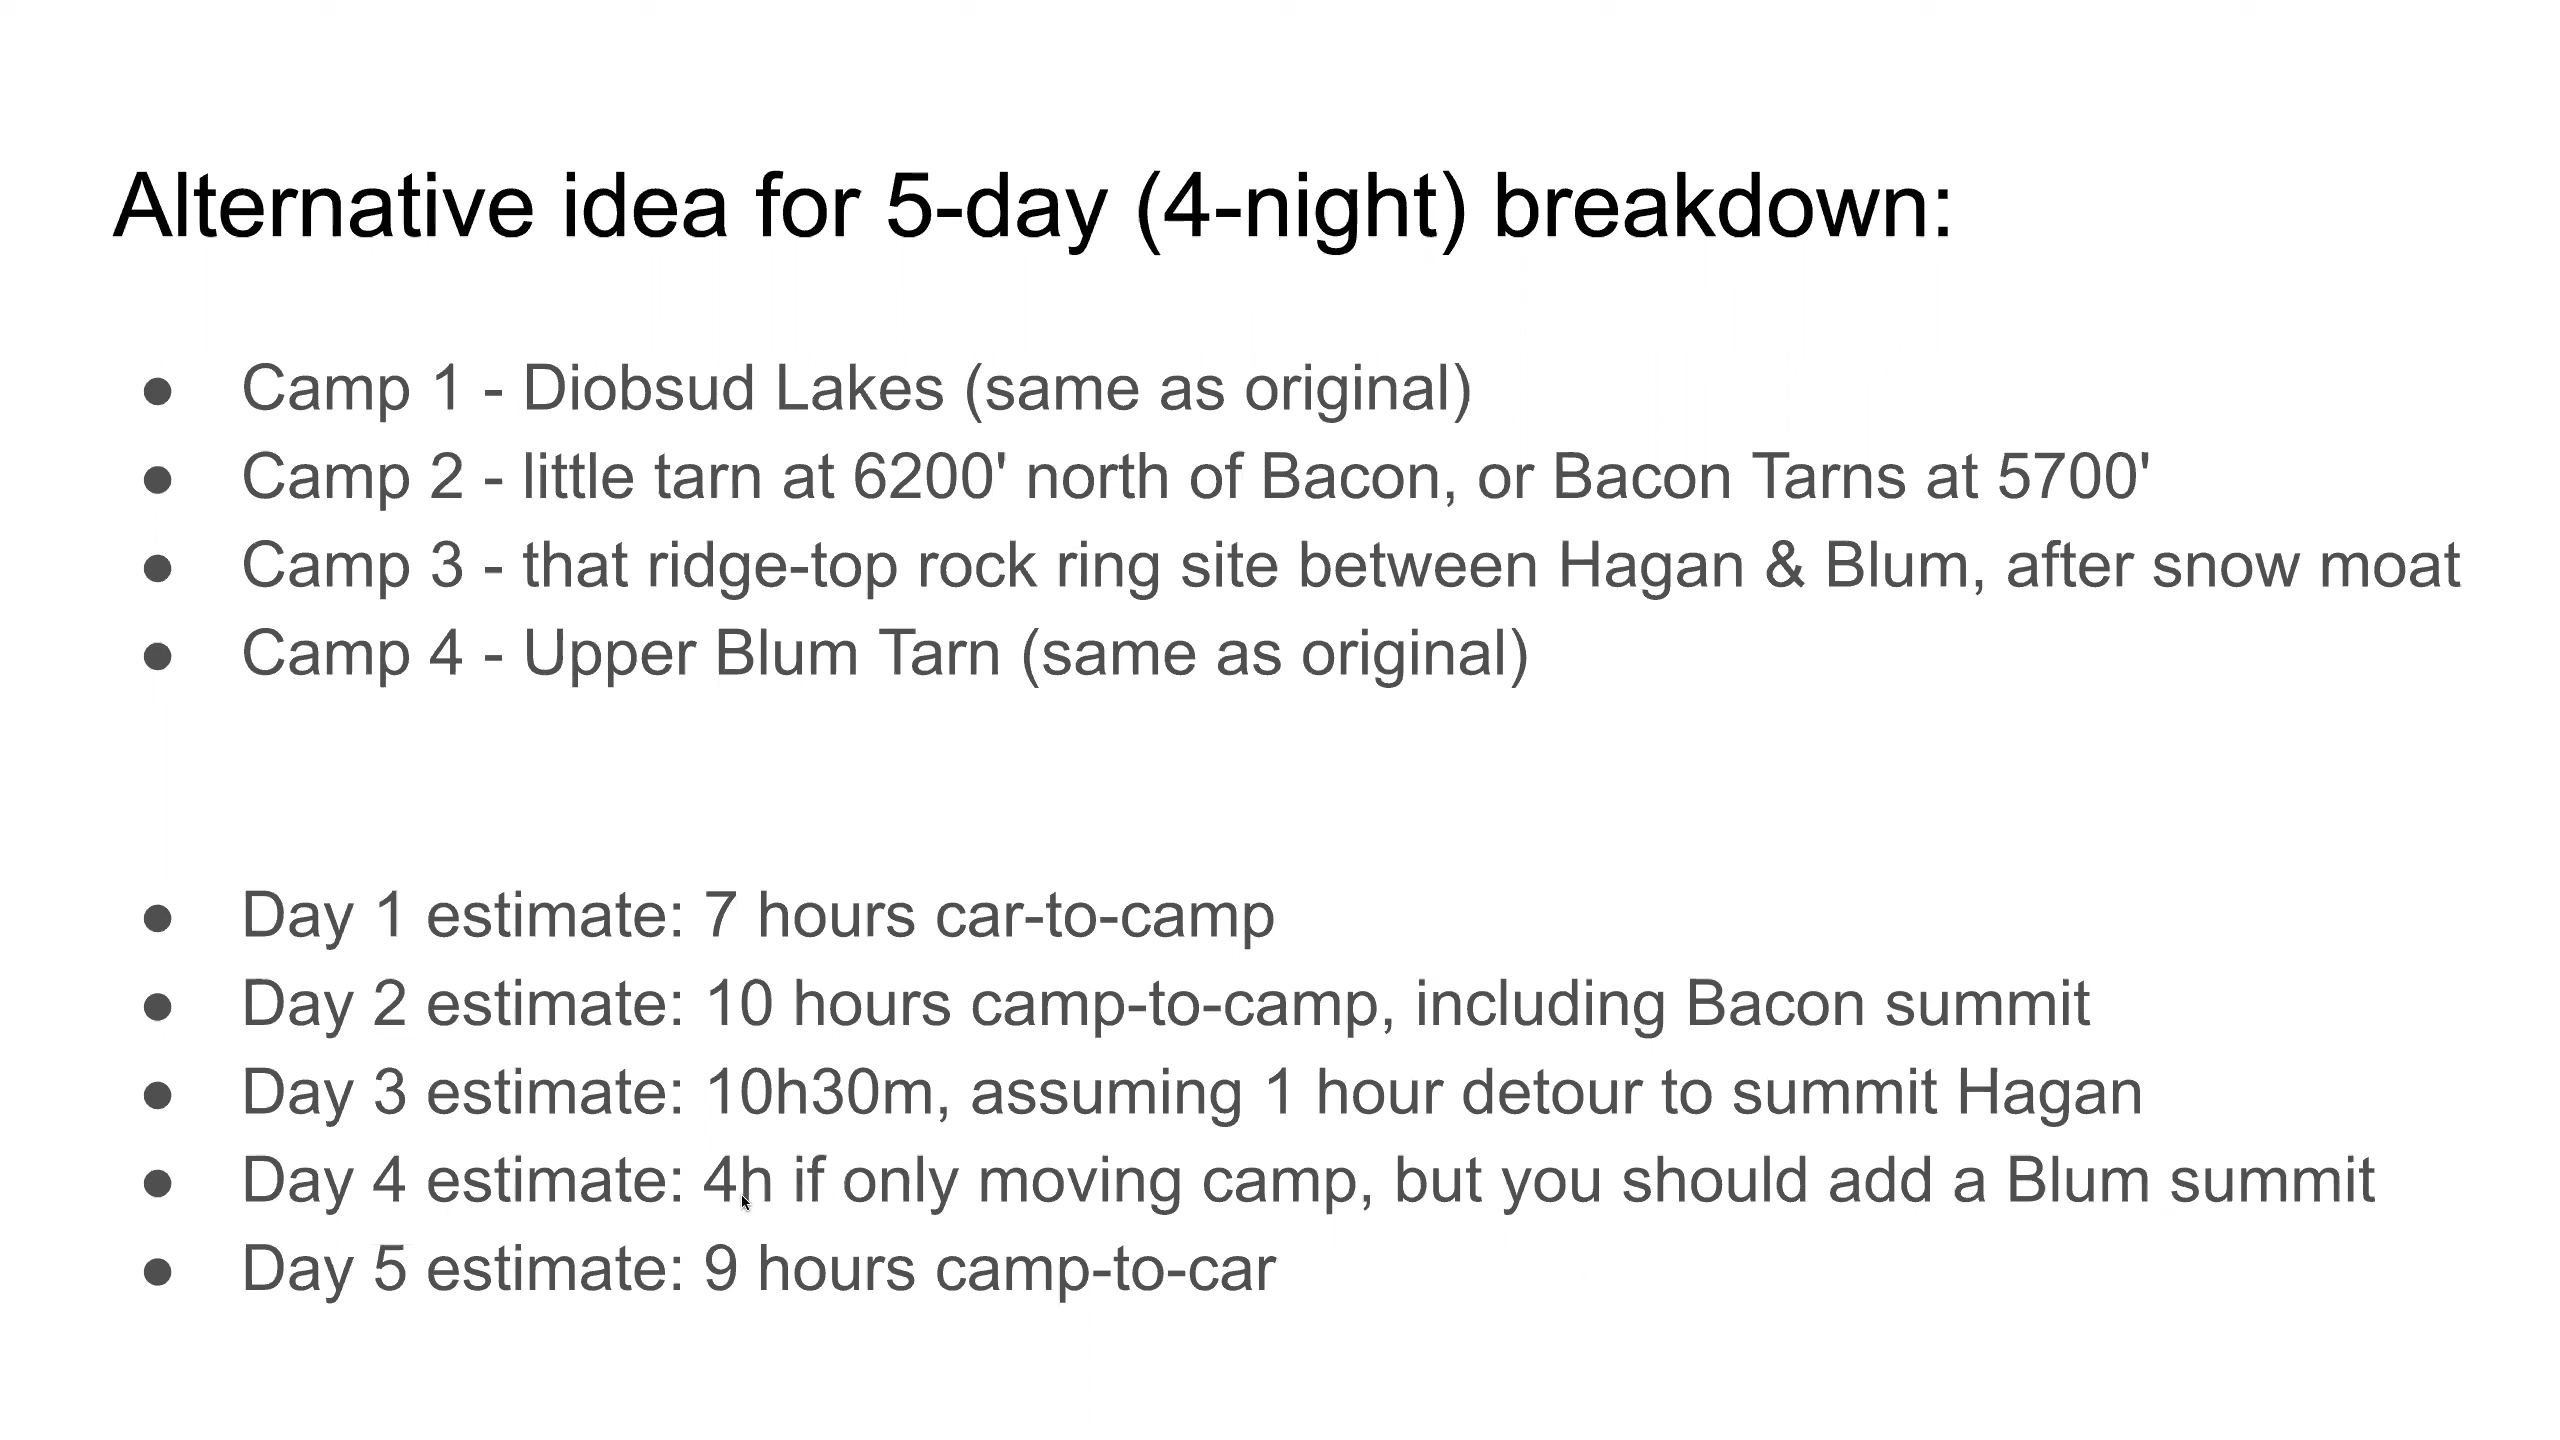 Alternative idea for 5-day (4-night) breakdown:
● Camp 1 - Diobsud Lakes (same as original)
● Camp 2 - little tarn at 6200' north of Bacon, or Bacon Tarns at 5700'
● Camp 3 - that ridge-top rock ring site between Hagan & Blum, after snow moat
● Camp 4 - Upper Blum Tarn (same as original)
● Day 1 estimate: 7 hours car-to-camp
● Day 2 estimate: 10 hours camp-to-camp, including Bacon summit
● Day 3 estimate: 10h30m, assuming 1 hour detour to summit Hagan
● Day 4 estimate: 4h if only moving camp, but you should add a Blum summit
● Day 5 estimate: 9 hours camp-to-car